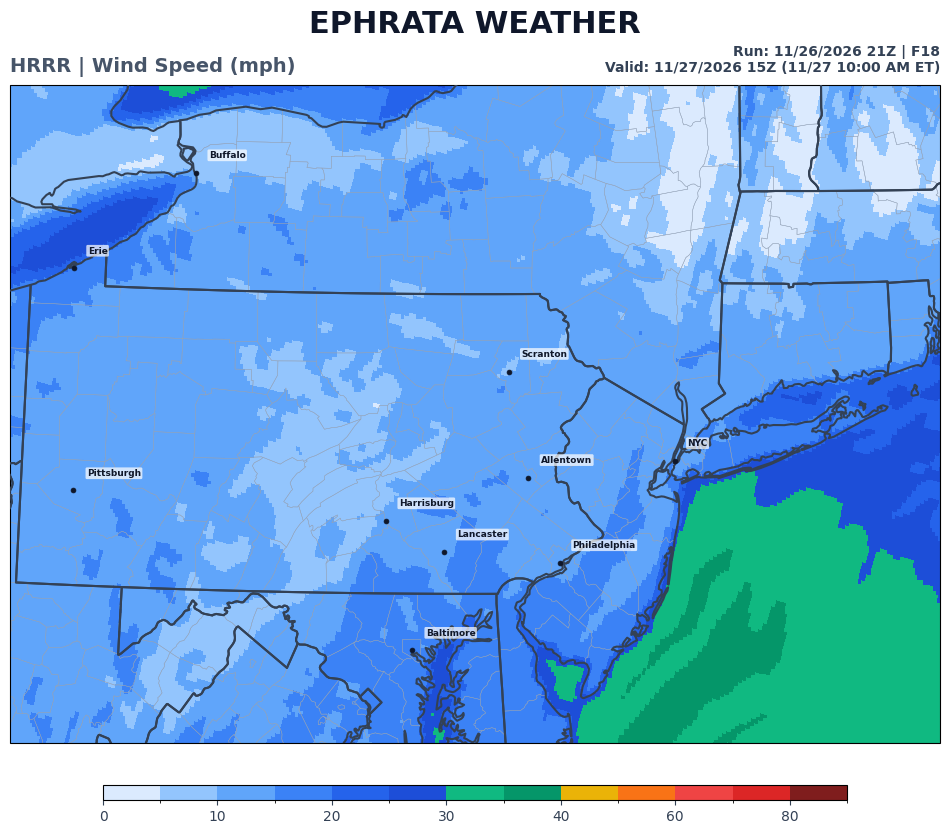 EPHRATA WEATHER
HRRR | Wind Speed (mph)
Run: 11/26/2026 21Z | F18
Valid: 11/27/2026 15Z (11/27 10:00 AM ET)
Buffalo
Erie
Scranton
NYC
Allentown
Pittsburgh
Harrisburg
Lancaster
Philadelphia
Baltimore
0 10 20 30 40 50 60 70 80